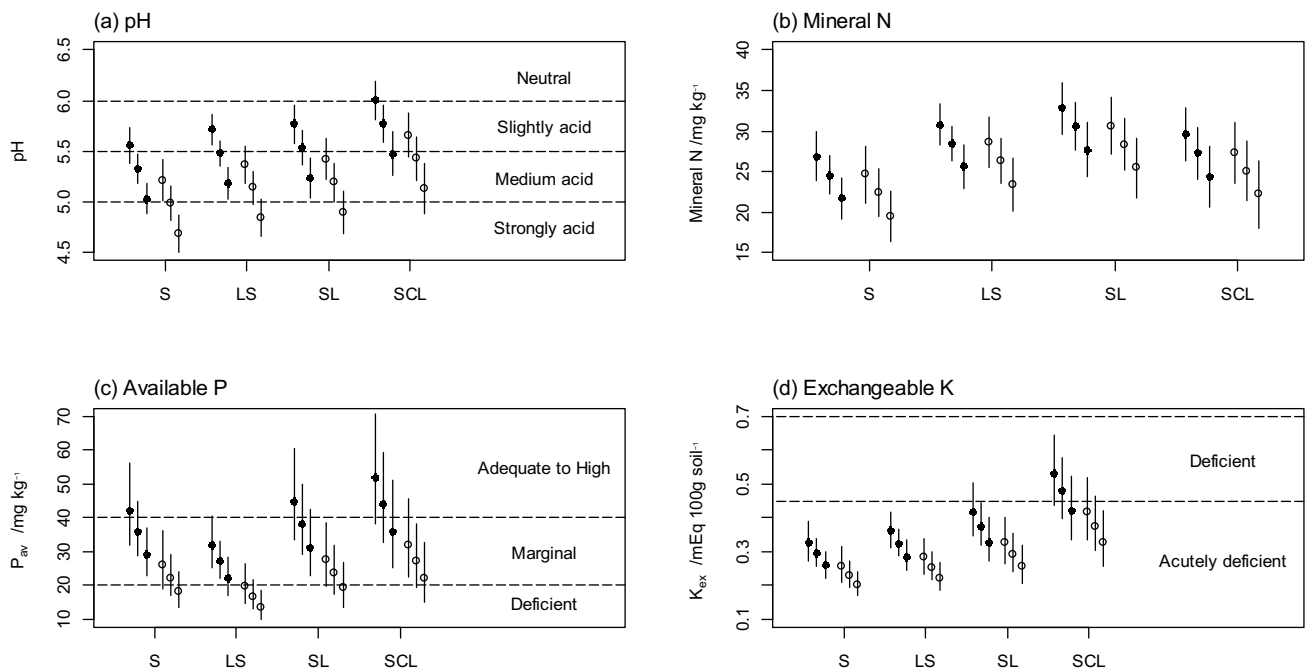 (a) pH
6.5
6.0
5.5
5.0
4.5
pH
Neutral
Slightly acid
Medium acid
Strongly acid
S LS SL SCL
(b) Mineral N
40
35
30
25
20
15
Mineral N /mg kg⁻¹
S LS SL SCL
(c) Available P
70
60
50
40
30
20
10
Pav /mg kg⁻¹
Adequate to High
Marginal
Deficient
S LS SL SCL
(d) Exchangeable K
0.7
0.5
0.3
0.1
Kex /mEq 100g soil⁻¹
Deficient
Acutely deficient
S LS SL SCL